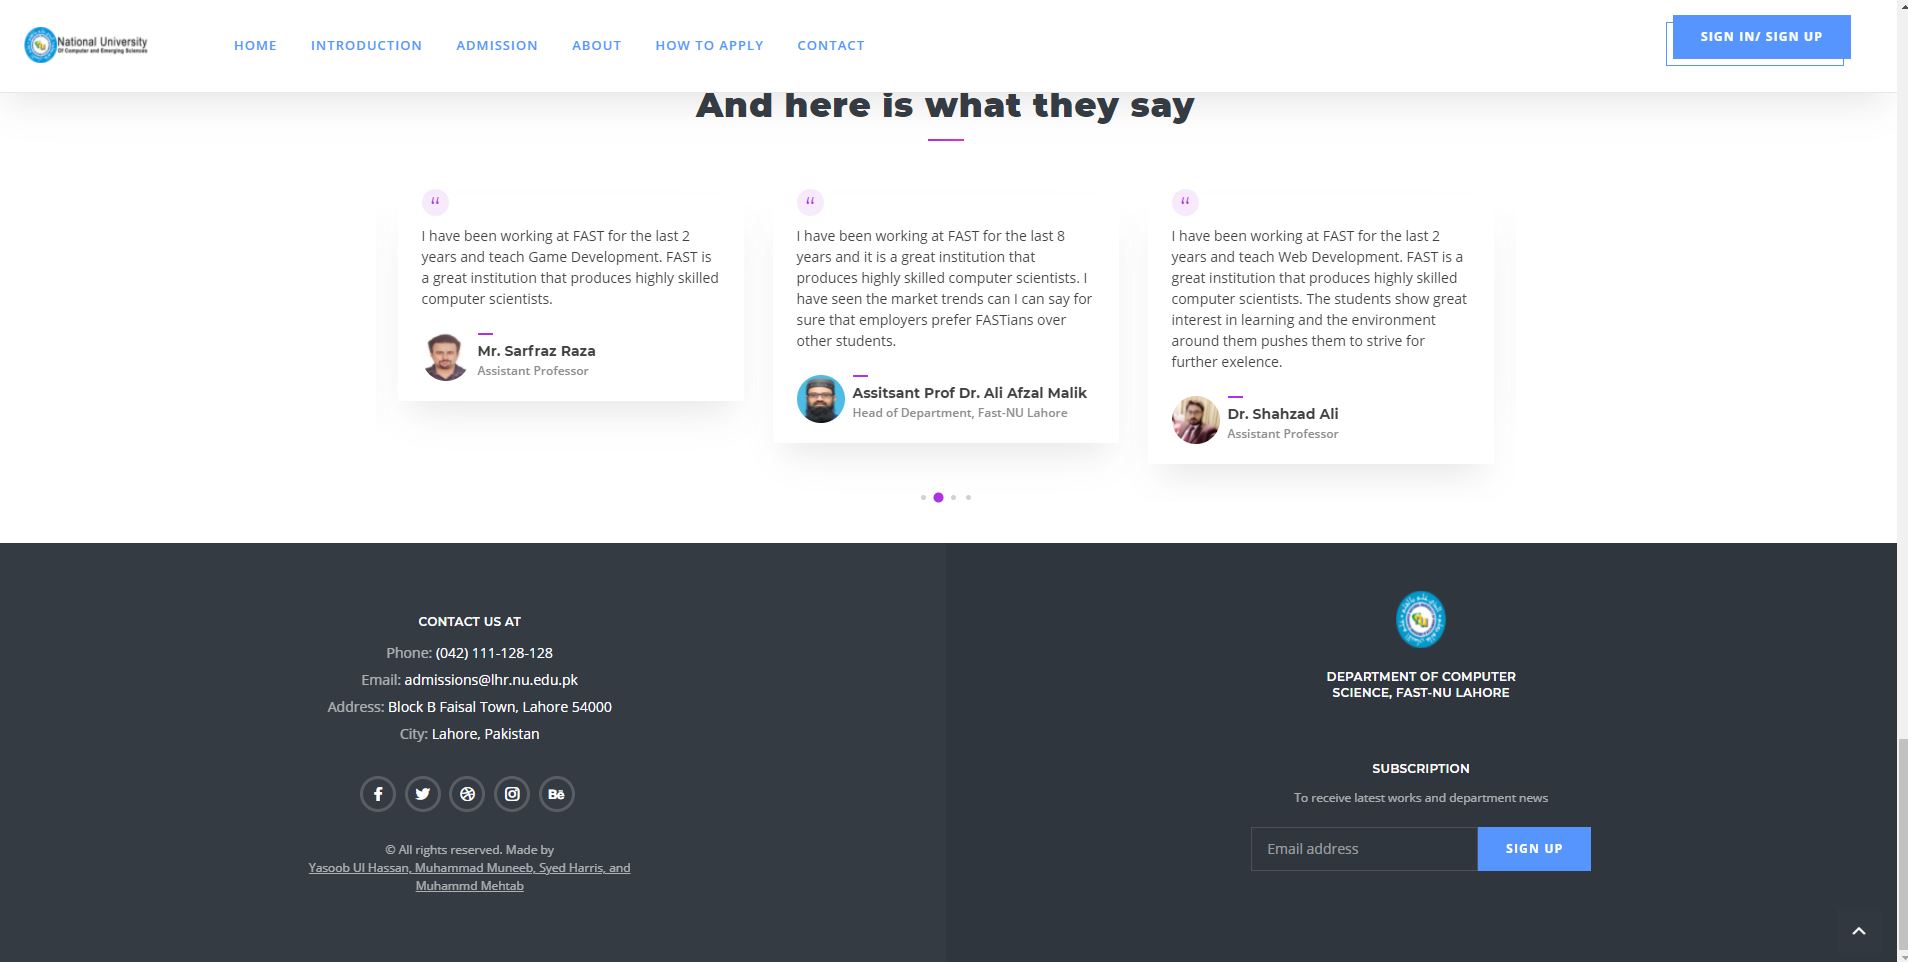 National University
Of Computer and Emerging Sciences
HOME
INTRODUCTION
ADMISSION
ABOUT
HOW TO APPLY
CONTACT
SIGN IN/ SIGN UP
And here is what they say
“
I have been working at FAST for the last 2
years and teach Game Development. FAST is
a great institution that produces highly skilled
computer scientists.
Mr. Sarfraz Raza
Assistant Professor
“
I have been working at FAST for the last 8
years and it is a great institution that
produces highly skilled computer scientists. I
have seen the market trends can I can say for
sure that employers prefer FASTians over
other students.
Assitsant Prof Dr. Ali Afzal Malik
Head of Department, Fast-NU Lahore
“
I have been working at FAST for the last 2
years and teach Web Development. FAST is a
great institution that produces highly skilled
computer scientists. The students show great
interest in learning and the environment
around them pushes them to strive for
further exelence.
Dr. Shahzad Ali
Assistant Professor
CONTACT US AT
Phone: (042) 111-128-128
Email: admissions@lhr.nu.edu.pk
Address: Block B Faisal Town, Lahore 54000
City: Lahore, Pakistan
Bē
© All rights reserved. Made by
Yasoob Ul Hassan, Muhammad Muneeb, Syed Harris, and
Muhammd Mehtab
DEPARTMENT OF COMPUTER
SCIENCE, FAST-NU LAHORE
SUBSCRIPTION
To receive latest works and department news
Email address
SIGN UP